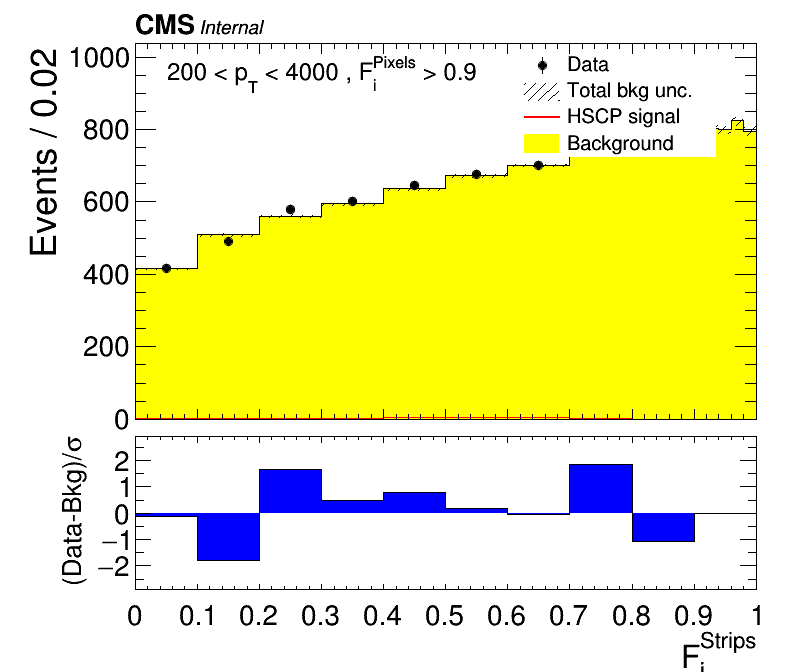 CMS Internal
Events / 0.02
1000
800
600
400
200
0
200 < p_T < 4000 , F_i^Pixels > 0.9
Data
Total bkg unc.
HSCP signal
Background
(Data-Bkg)/σ
2
1
0
−1
−2
0 0.1 0.2 0.3 0.4 0.5 0.6 0.7 0.8 0.9 1
F_i^Strips